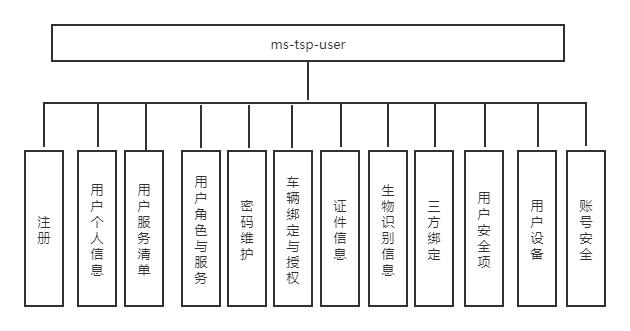 ms-tsp-user
注册
用户个人信息
用户服务清单
用户角色与服务
密码维护
车辆绑定与授权
证件信息
生物识别信息
三方绑定
用户安全项
用户设备
账号安全